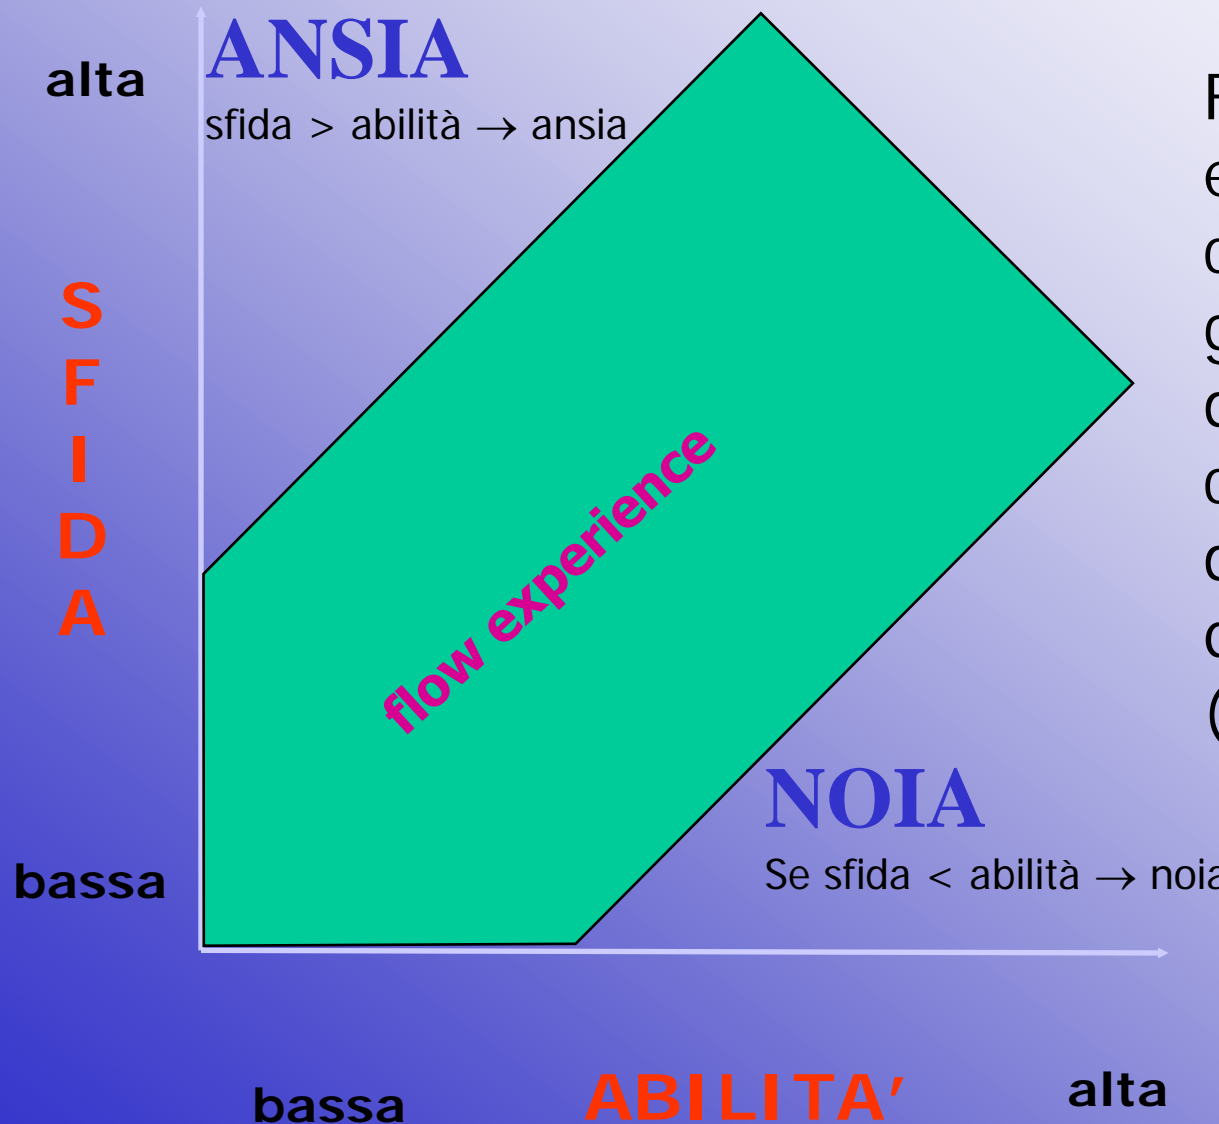 ANSIA
alta
sfida > abilità → ansia
S
F
I
D
A
flow experience
NOIA
bassa
Se sfida < abilità → noia
bassa
ABILITA’
alta